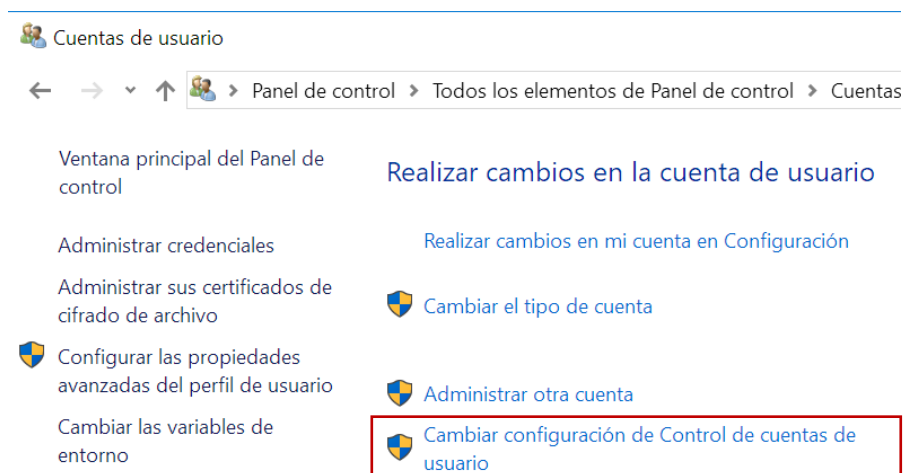 Cuentas de usuario
Panel de control > Todos los elementos de Panel de control > Cuentas
Ventana principal del Panel de
control
Administrar credenciales
Administrar sus certificados de
cifrado de archivo
Configurar las propiedades
avanzadas del perfil de usuario
Cambiar las variables de
entorno
Realizar cambios en la cuenta de usuario
Realizar cambios en mi cuenta en Configuración
Cambiar el tipo de cuenta
Administrar otra cuenta
Cambiar configuración de Control de cuentas de
usuario